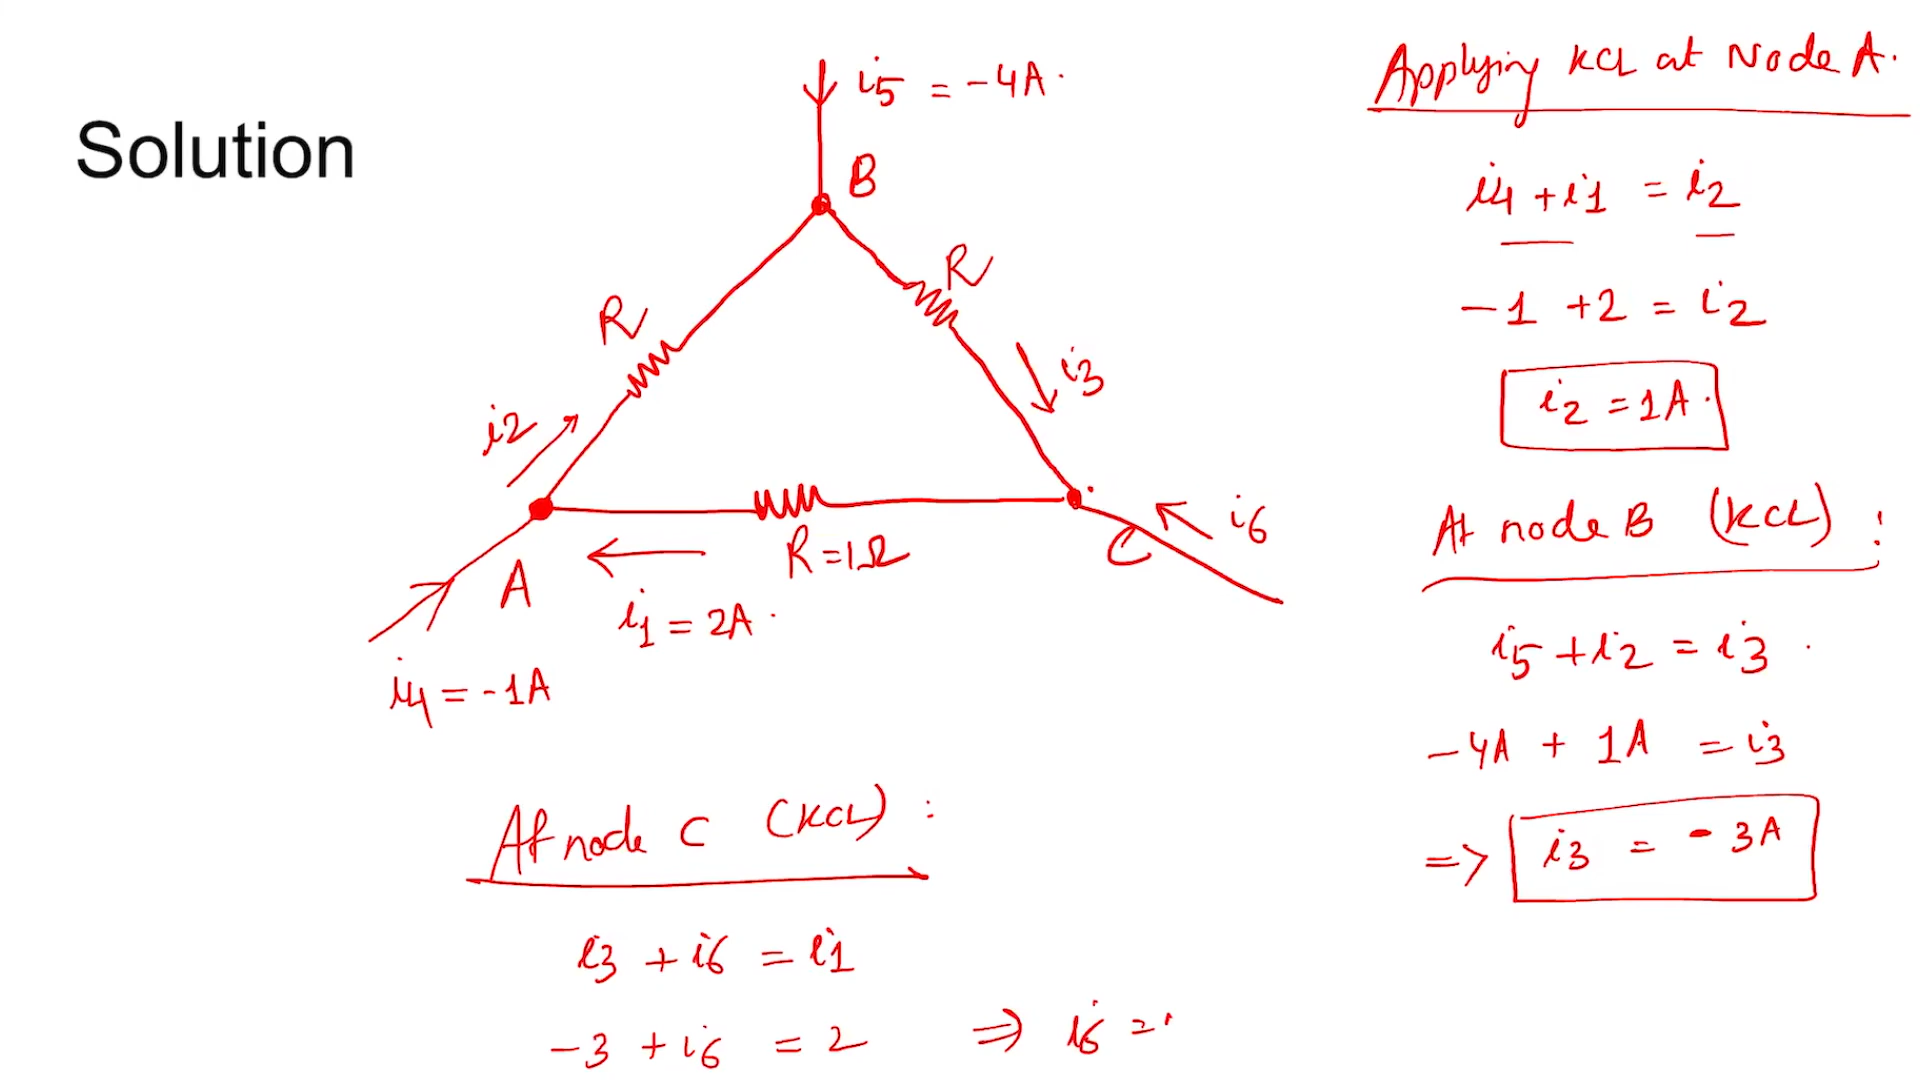 Solution
i5 = -4A.
B
R
R
i3
i2
i6
A
R=1Ω
C
i1 = 2A.
i4 = -1A
Applying KCL at Node A.
i4 + i1 = i2
-1 + 2 = i2
i2 = 1A.
At node B (KCL) :
i5 + i2 = i3.
-4A + 1A = i3
=> i3 = -3A
At node C (KCL) :
i3 + i6 = i1
-3 + i6 = 2 => i6 =